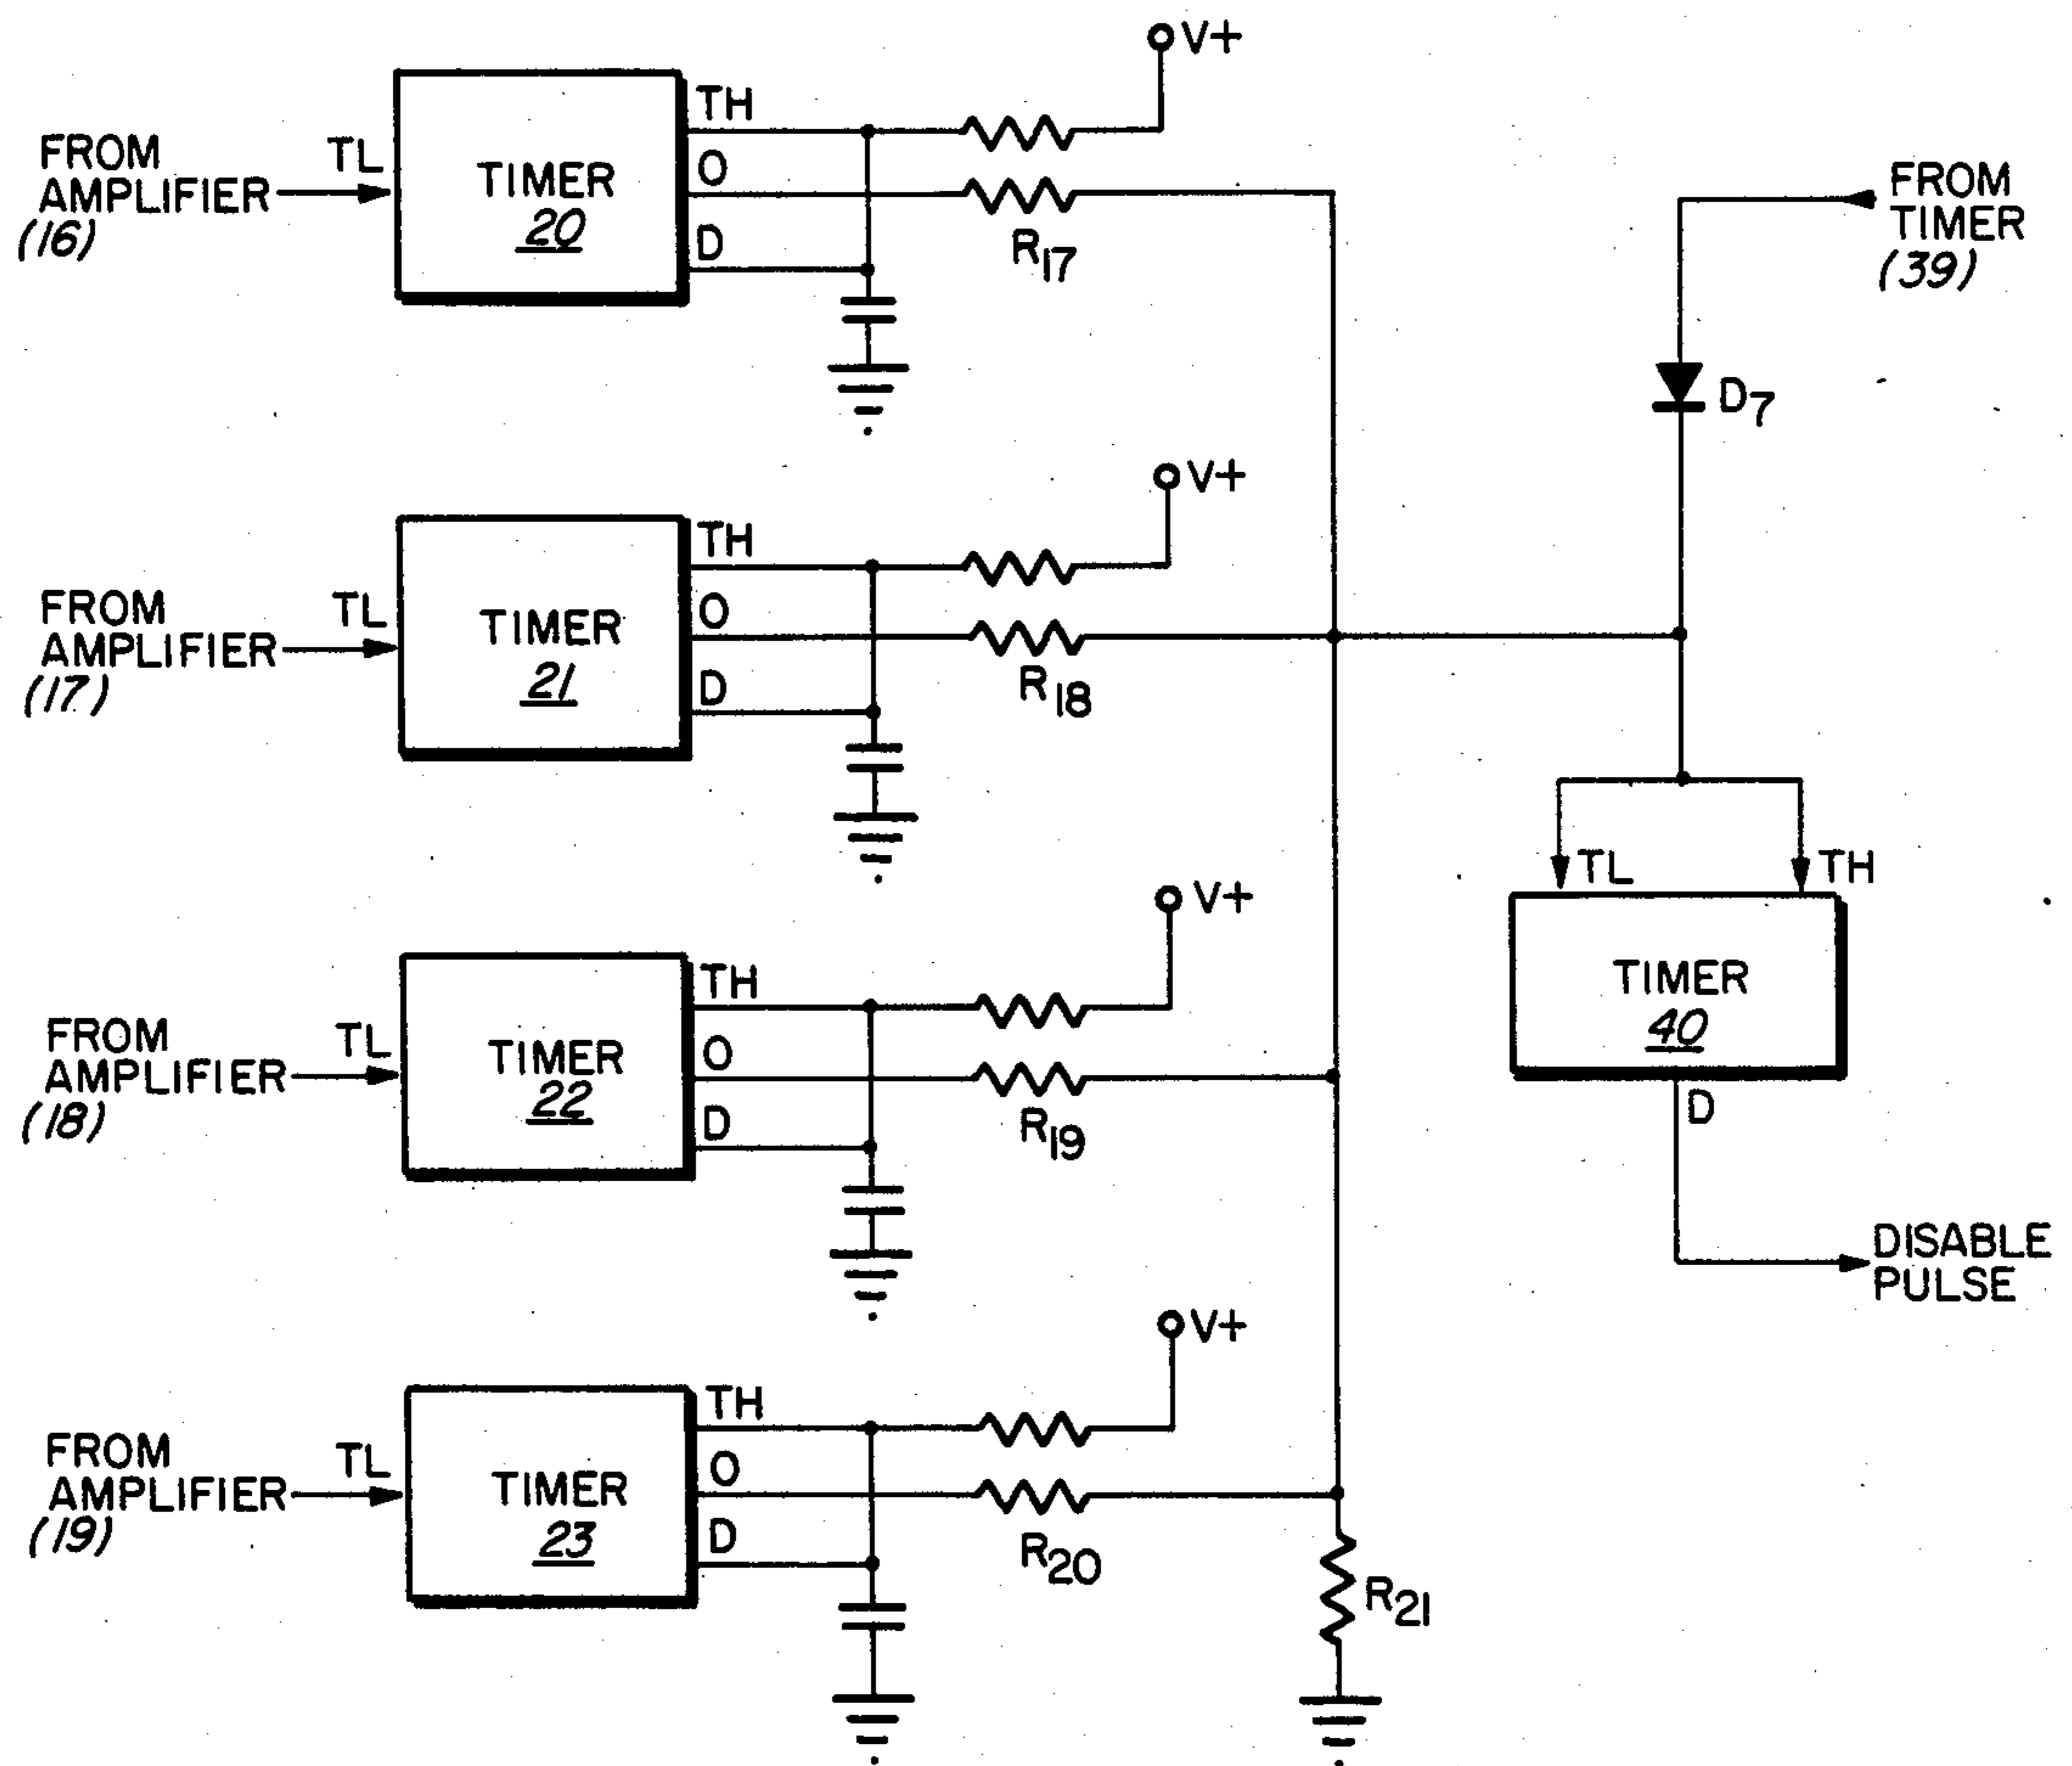 V+
FROM
AMPLIFIER
(16)
TL
TIMER
20
TH
O
D
R17
FROM
TIMER
(39)
D7
V+
FROM
AMPLIFIER
(17)
TL
TIMER
21
TH
O
D
R18
TL
TH
TIMER
40
D
DISABLE
PULSE
V+
FROM
AMPLIFIER
(18)
TL
TIMER
22
TH
O
D
R19
V+
FROM
AMPLIFIER
(19)
TL
TIMER
23
TH
O
D
R20
R21